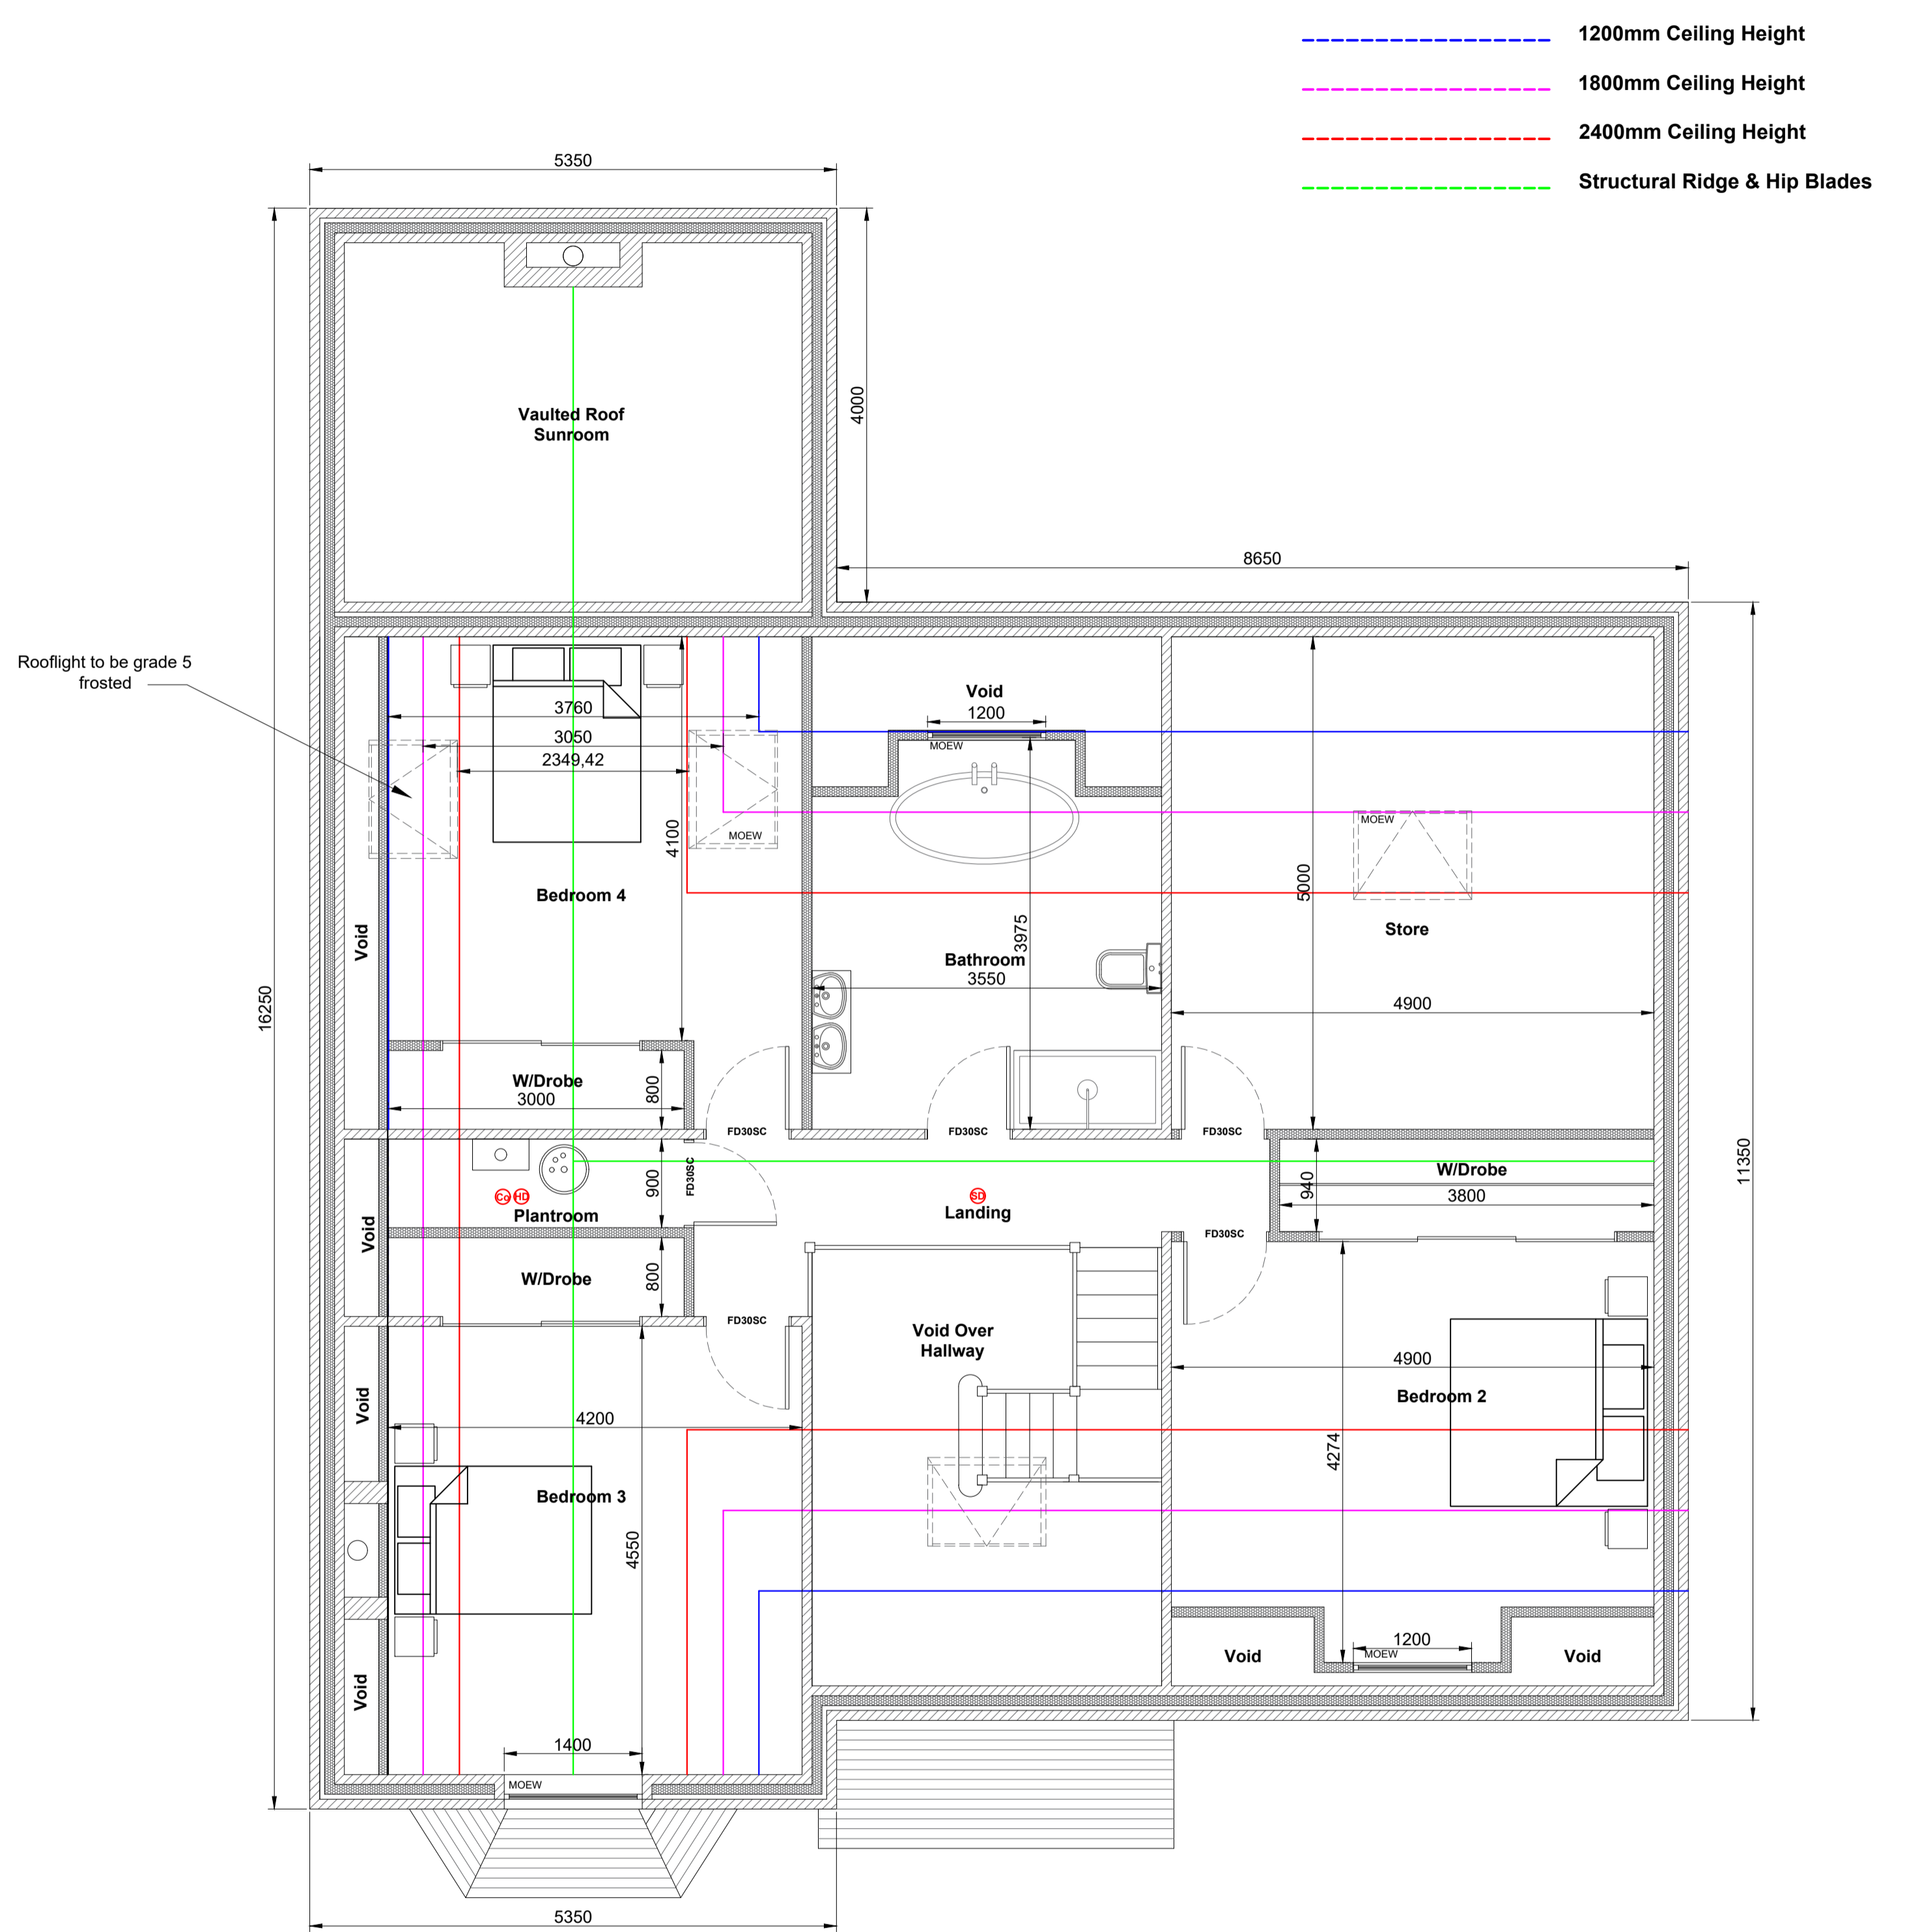 1200mm Ceiling Height
1800mm Ceiling Height
2400mm Ceiling Height
Structural Ridge & Hip Blades
5350
4000
Vaulted Roof
Sunroom
8650
Rooflight to be grade 5
frosted
Void
3760
1200
MOEW
3050
2349,42
MOEW
MOEW
4100
Bedroom 4
5000
Store
Void
3975
Bathroom
3550
4900
16250
W/Drobe
3000
800
FD30SC
FD30SC
FD30SC
11350
900
FD30SC
W/Drobe
940
3800
Co
HD
SD
Plantroom
Landing
Void
FD30SC
W/Drobe
800
FD30SC
Void Over
Hallway
4900
Bedroom 2
Void
4200
4274
Bedroom 3
4550
1200
MOEW
Void
Void
Void
1400
MOEW
5350